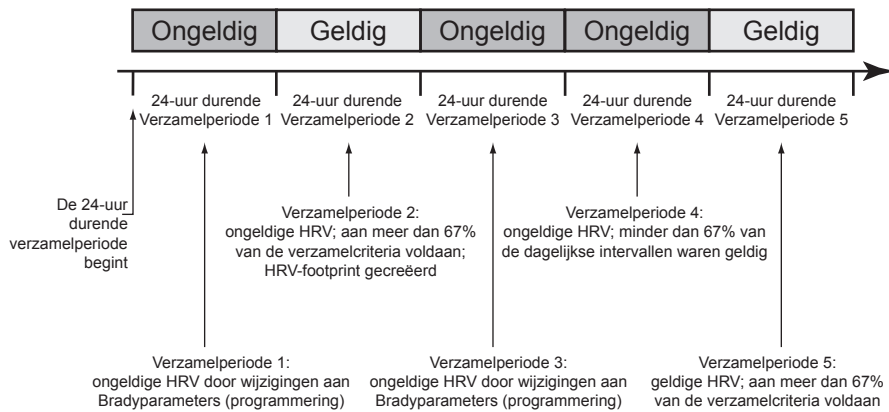 Ongeldig Geldig Ongeldig Ongeldig Geldig
24-uur durende
Verzamelperiode 1
24-uur durende
Verzamelperiode 2
24-uur durende
Verzamelperiode 3
24-uur durende
Verzamelperiode 4
24-uur durende
Verzamelperiode 5
De 24-uur
durende
verzamelperiode
begint
Verzamelperiode 2:
ongeldige HRV; aan meer dan 67%
van de verzamelcriteria voldaan;
HRV-footprint gecreëerd
Verzamelperiode 4:
ongeldige HRV; minder dan 67% van
de dagelijkse intervallen waren geldig
Verzamelperiode 1:
ongeldige HRV door wijzigingen aan
Bradyparameters (programmering)
Verzamelperiode 3:
ongeldige HRV door wijzigingen aan
Bradyparameters (programmering)
Verzamelperiode 5:
geldige HRV; aan meer dan 67%
van de verzamelcriteria voldaan